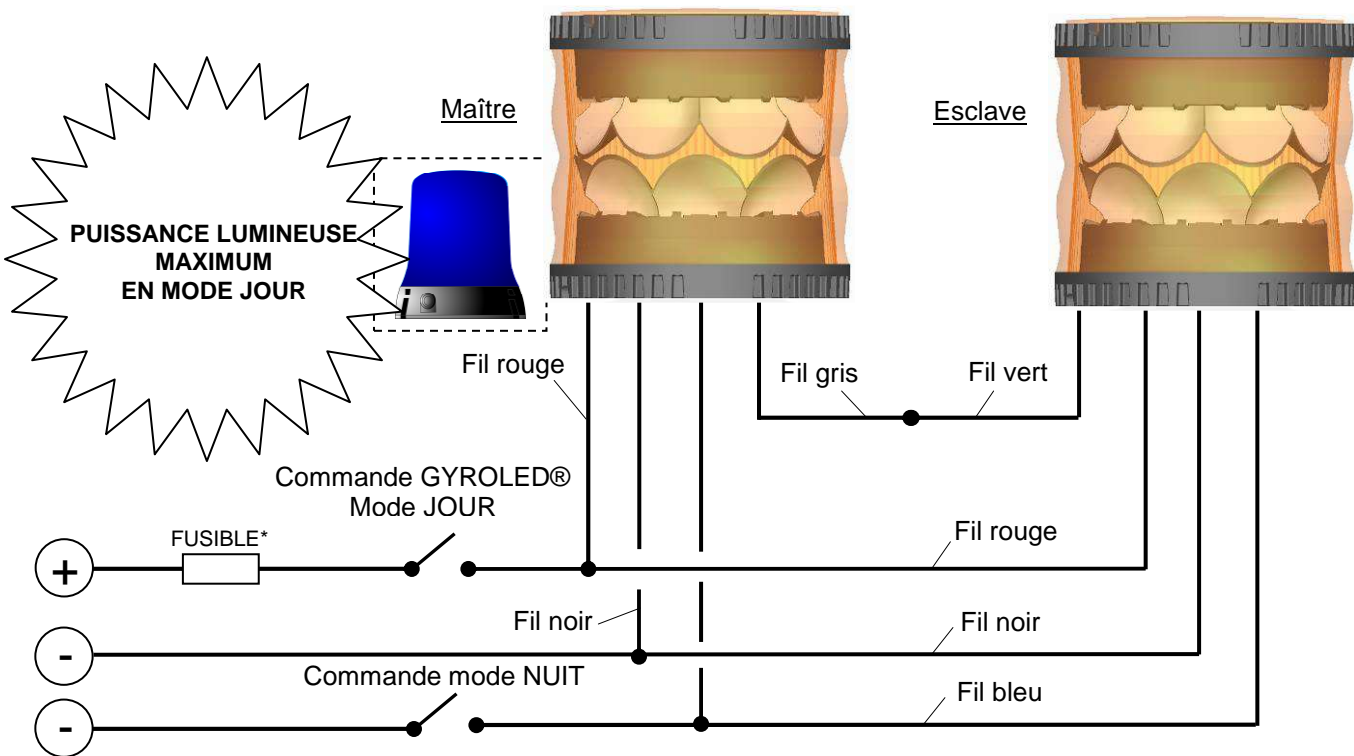 Maître
Esclave
PUISSANCE LUMINEUSE
MAXIMUM
EN MODE JOUR
Fil rouge
Fil gris
Fil vert
Commande GYROLED®
Mode JOUR
FUSIBLE*
Fil rouge
+
Fil noir
Fil noir
-
Commande mode NUIT
Fil bleu
-